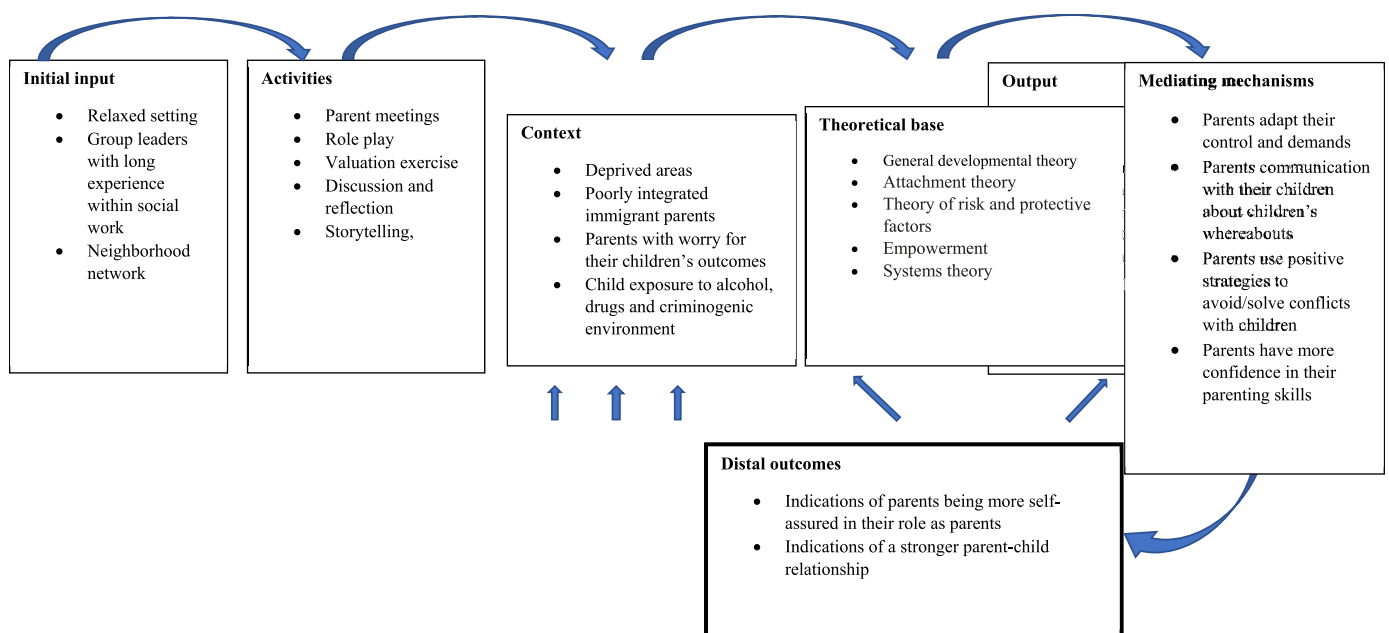 Initial input
• Relaxed setting
• Group leaders
with long
experience
within social
work
• Neighborhood
network
Activities
• Parent meetings
• Role play
• Valuation exercise
• Discussion and
reflection
• Storytelling,
Context
• Deprived areas
• Poorly integrated
immigrant parents
• Parents with worry for
their children's outcomes
• Child exposure to alcohol,
drugs and criminogenic
environment
Theoretical base
• General developmental theory
• Attachment theory
• Theory of risk and protective
factors
• Empowerment
• Systems theory
Output
Mediating mechanisms
• Parents adapt their
control and demands
• Parents communication
with their children
about children's
whereabouts
• Parents use positive
strategies to
avoid/solve conflicts
with children
• Parents have more
confidence in their
parenting skills
Distal outcomes
• Indications of parents being more self-
assured in their role as parents
• Indications of a stronger parent-child
relationship